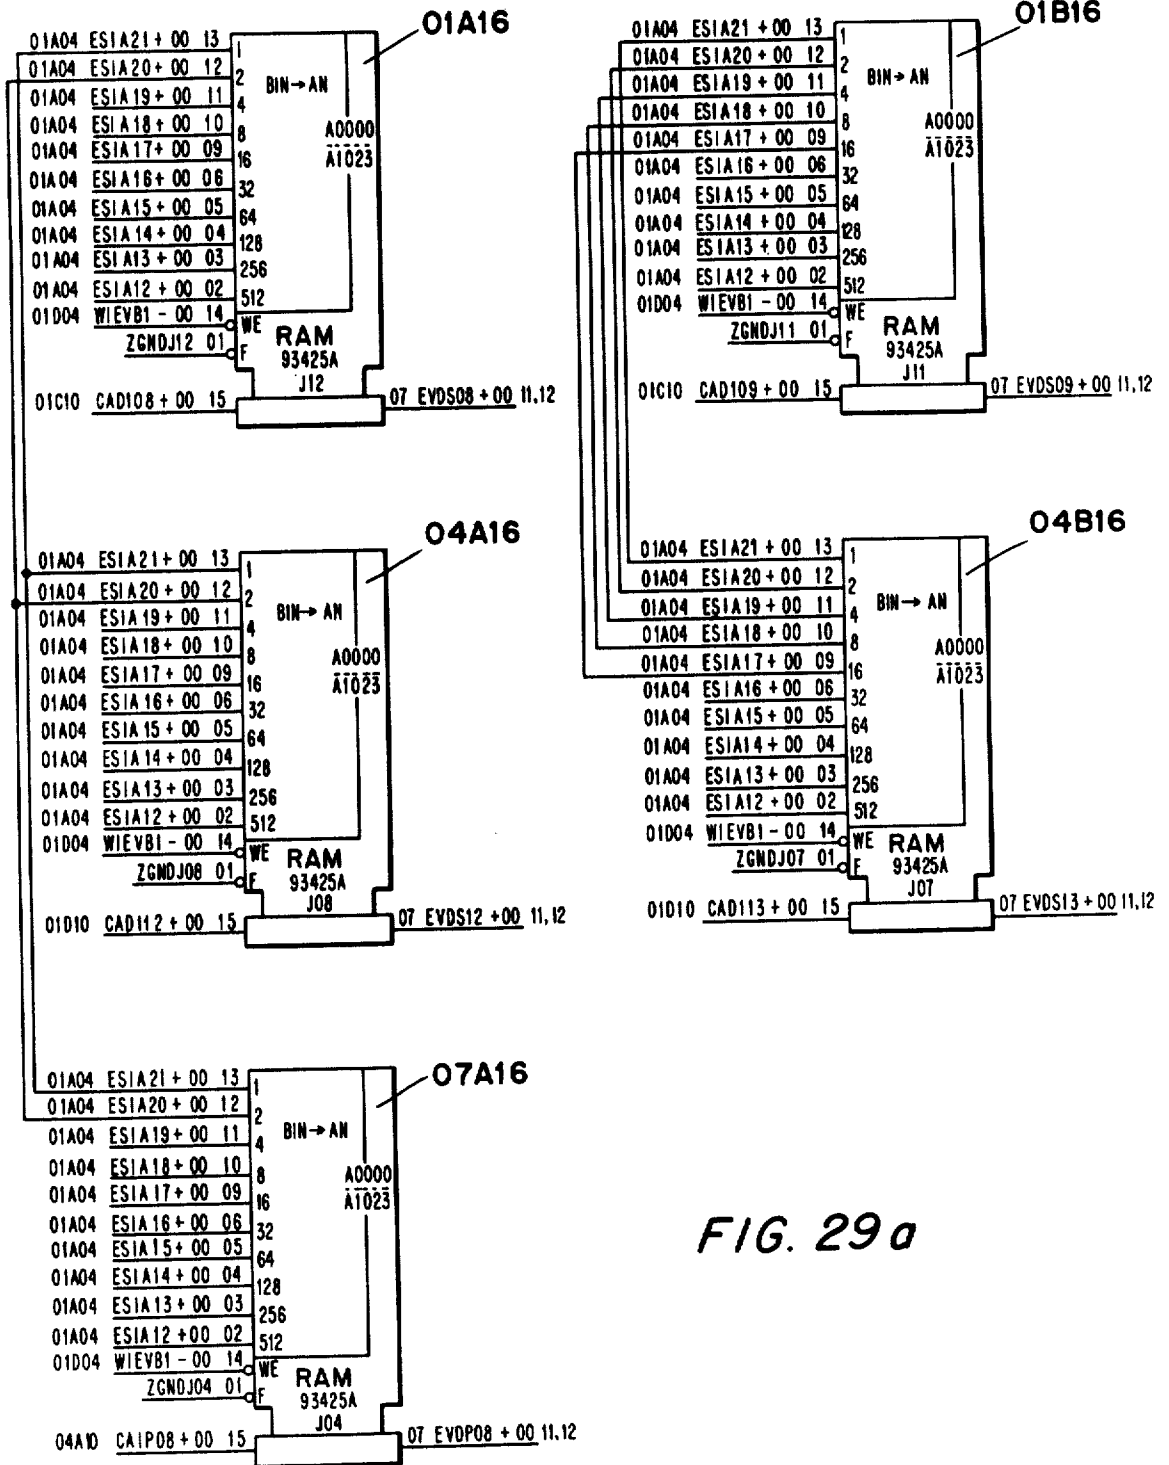 01A16
01A04 ESIA21+00 13 1
01A04 ESIA20+00 12 2
01A04 ESIA19+00 11 4
01A04 ESIA18+00 10 8
01A04 ESIA17+00 09 16
01A04 ESIA16+00 06 32
01A04 ESIA15+00 05 64
01A04 ESIA14+00 04 128
01A04 ESIA13+00 03 256
01A04 ESIA12+00 02 512
01D04 WIEVB1-00 14 WE
ZGNDJ12 01 F
BIN→AN
A0000
A1023
RAM
93425A
J12
01C10 CADI08+00 15
07 EVDS08+00 11,12
01B16
01A04 ESIA21+00 13 1
01A04 ESIA20+00 12 2
01A04 ESIA19+00 11 4
01A04 ESIA18+00 10 8
01A04 ESIA17+00 09 16
01A04 ESIA16+00 06 32
01A04 ESIA15+00 05 64
01A04 ESIA14+00 04 128
01A04 ESIA13+00 03 256
01A04 ESIA12+00 02 512
01D04 WIEVB1-00 14 WE
ZGNDJ11 01 F
BIN→AN
A0000
A1023
RAM
93425A
J11
01C10 CADI09+00 15
07 EVDS09+00 11,12
04A16
01A04 ESIA21+00 13 1
01A04 ESIA20+00 12 2
01A04 ESIA19+00 11 4
01A04 ESIA18+00 10 8
01A04 ESIA17+00 09 16
01A04 ESIA16+00 06 32
01A04 ESIA15+00 05 64
01A04 ESIA14+00 04 128
01A04 ESIA13+00 03 256
01A04 ESIA12+00 02 512
01D04 WIEVB1-00 14 WE
ZGNDJ08 01 F
BIN→AN
A0000
A1023
RAM
93425A
J08
01D10 CADI12+00 15
07 EVDS12+00 11,12
04B16
01A04 ESIA21+00 13 1
01A04 ESIA20+00 12 2
01A04 ESIA19+00 11 4
01A04 ESIA18+00 10 8
01A04 ESIA17+00 09 16
01A04 ESIA16+00 06 32
01A04 ESIA15+00 05 64
01A04 ESIA14+00 04 128
01A04 ESIA13+00 03 256
01A04 ESIA12+00 02 512
01D04 WIEVB1-00 14 WE
ZGNDJ07 01 F
BIN→AN
A0000
A1023
RAM
93425A
J07
01D10 CADI13+00 15
07 EVDS13+00 11,12
07A16
01A04 ESIA21+00 13 1
01A04 ESIA20+00 12 2
01A04 ESIA19+00 11 4
01A04 ESIA18+00 10 8
01A04 ESIA17+00 09 16
01A04 ESIA16+00 06 32
01A04 ESIA15+00 05 64
01A04 ESIA14+00 04 128
01A04 ESIA13+00 03 256
01A04 ESIA12+00 02 512
01D04 WIEVB1-00 14 WE
ZGNDJ04 01 F
BIN→AN
A0000
A1023
RAM
93425A
J04
04A10 CAIP08+00 15
07 EVDP08+00 11,12
FIG. 29a